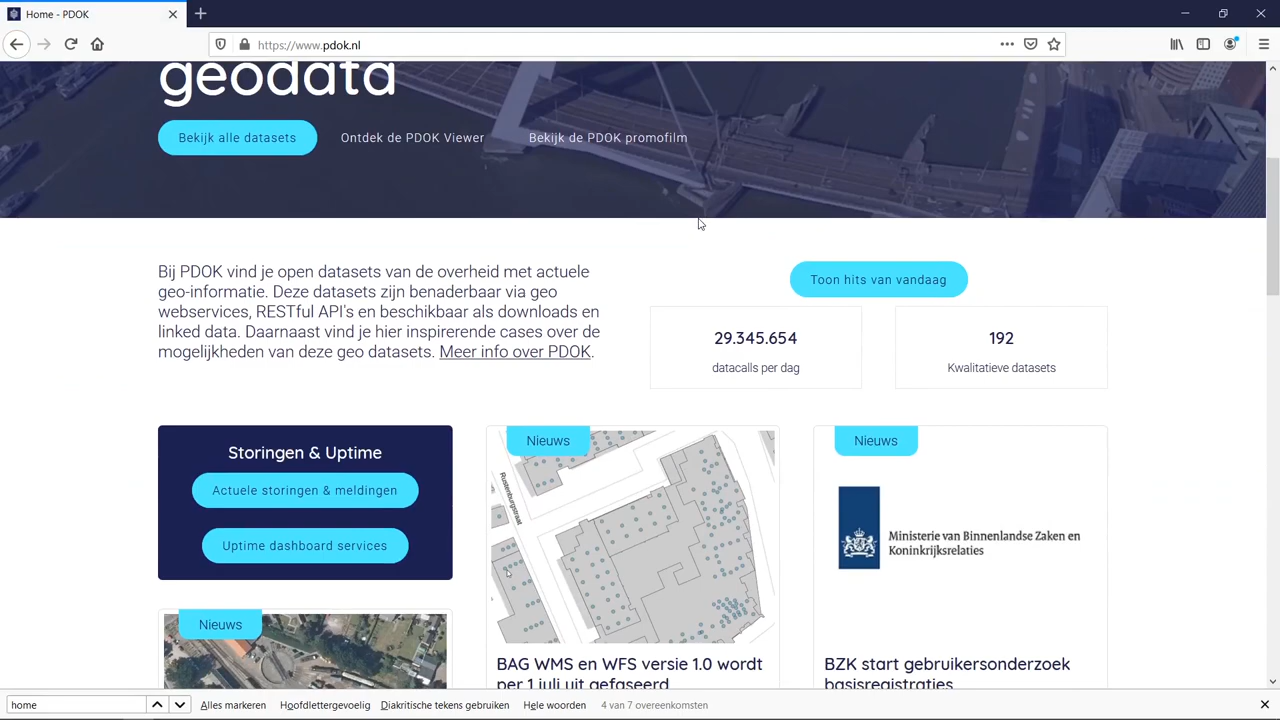 Home - PDOK
https://www.pdok.nl
geodata
Bekijk alle datasets
Ontdek de PDOK Viewer
Bekijk de PDOK promofilm
Bij PDOK vind je open datasets van de overheid met actuele
geo-informatie. Deze datasets zijn benaderbaar via geo
webservices, RESTful API's en beschikbaar als downloads en
linked data. Daarnaast vind je hier inspirerende cases over de
mogelijkheden van deze geo datasets. Meer info over PDOK.
Toon hits van vandaag
29.345.654
datacalls per dag
192
Kwalitatieve datasets
Storingen & Uptime
Actuele storingen & meldingen
Uptime dashboard services
Nieuws
Nieuws
Rustenburgstraat
Ministerie van Binnenlandse Zaken en
Koninkrijksrelaties
Nieuws
BAG WMS en WFS versie 1.0 wordt
per 1 juli uit gefaseerd
BZK start gebruikersonderzoek
basisregistraties
home
Alles markeren
Hoofdlettergevoelig
Diakritische tekens gebruiken
Hele woorden
4 van 7 overeenkomsten